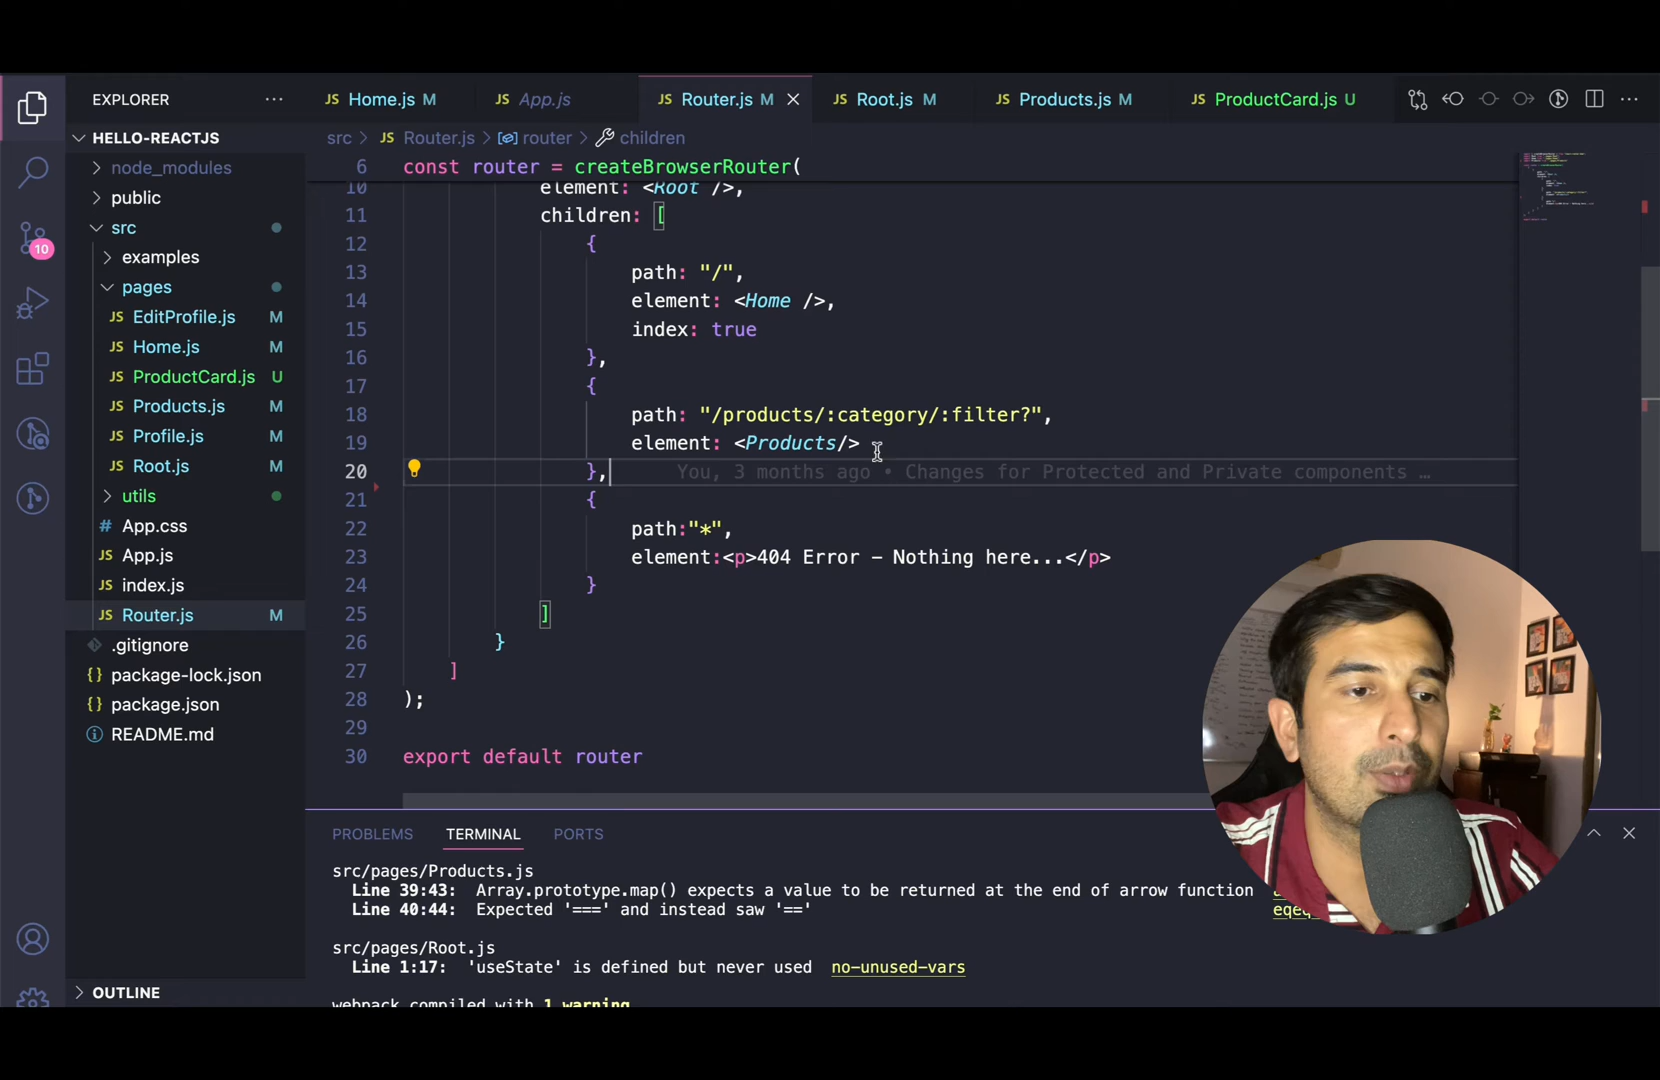 EXPLORER
HELLO-REACTJS
node_modules
public
src
examples
pages
EditProfile.js M
Home.js M
ProductCard.js U
Products.js M
Profile.js M
Root.js M
utils
App.css
App.js
index.js
Router.js M
.gitignore
package-lock.json
package.json
README.md
OUTLINE
10
JS Home.js M JS App.js JS Router.js M JS Root.js M JS Products.js M JS ProductCard.js U
src > JS Router.js > router > children
6 const router = createBrowserRouter(
10 element: <Root />,
11 children: [
12 {
13 path: "/",
14 element: <Home />,
15 index: true
16 },
17 {
18 path: "/products/:category/:filter?",
19 element: <Products/>
20 }, You, 3 months ago • Changes for Protected and Private components …
21 {
22 path:"*",
23 element:<p>404 Error - Nothing here...</p>
24 }
25 ]
26 }
27 ]
28 );
29
30 export default router
PROBLEMS TERMINAL PORTS
src/pages/Products.js
Line 39:43: Array.prototype.map() expects a value to be returned at the end of arrow function
Line 40:44: Expected '===' and instead saw '=='
src/pages/Root.js
Line 1:17: 'useState' is defined but never used no-unused-vars
webpack compiled with 1 warning